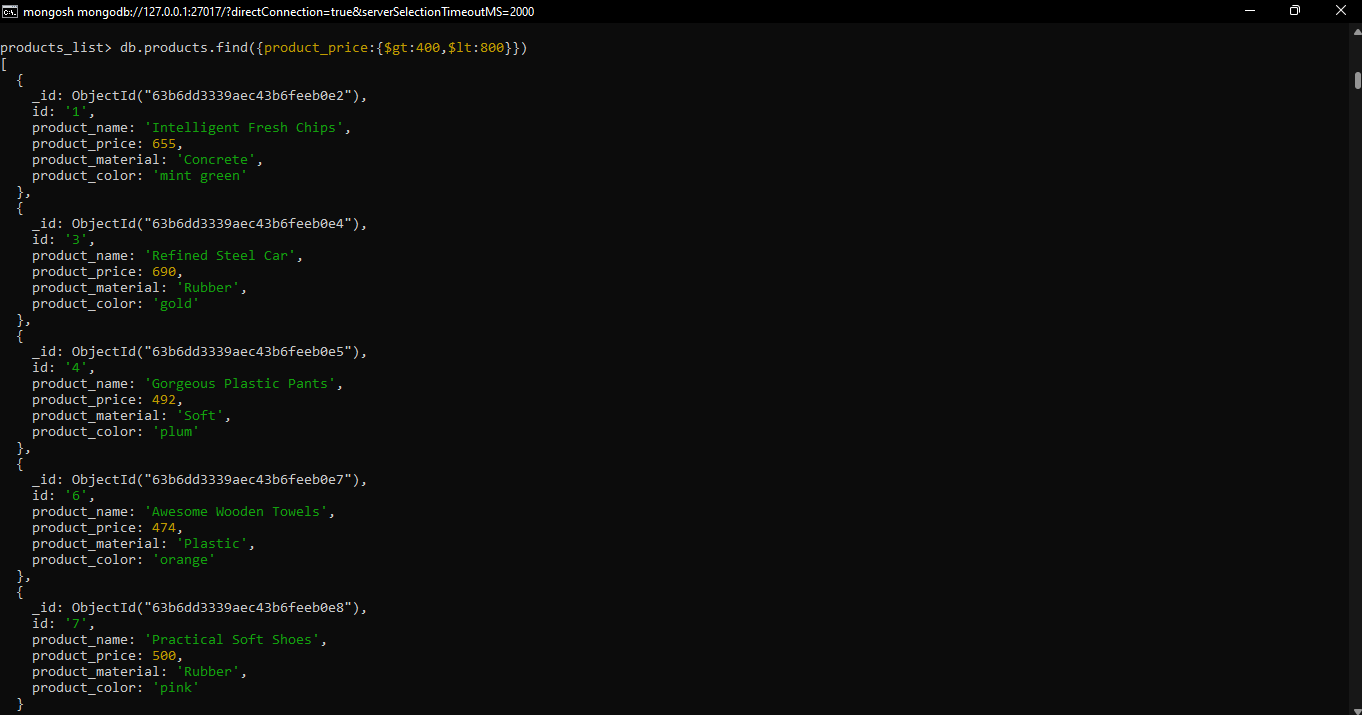 mongosh mongodb://127.0.0.1:27017/?directConnection=true&serverSelectionTimeoutMS=2000
products_list> db.products.find({product_price:{$gt:400,$lt:800}})
[
  {
    _id: ObjectId("63b6dd3339aec43b6feeb0e2"),
    id: '1',
    product_name: 'Intelligent Fresh Chips',
    product_price: 655,
    product_material: 'Concrete',
    product_color: 'mint green'
  },
  {
    _id: ObjectId("63b6dd3339aec43b6feeb0e4"),
    id: '3',
    product_name: 'Refined Steel Car',
    product_price: 690,
    product_material: 'Rubber',
    product_color: 'gold'
  },
  {
    _id: ObjectId("63b6dd3339aec43b6feeb0e5"),
    id: '4',
    product_name: 'Gorgeous Plastic Pants',
    product_price: 492,
    product_material: 'Soft',
    product_color: 'plum'
  },
  {
    _id: ObjectId("63b6dd3339aec43b6feeb0e7"),
    id: '6',
    product_name: 'Awesome Wooden Towels',
    product_price: 474,
    product_material: 'Plastic',
    product_color: 'orange'
  },
  {
    _id: ObjectId("63b6dd3339aec43b6feeb0e8"),
    id: '7',
    product_name: 'Practical Soft Shoes',
    product_price: 500,
    product_material: 'Rubber',
    product_color: 'pink'
  }